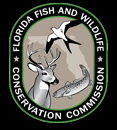 FLORIDA FISH AND WILDLIFE
CONSERVATION COMMISSION